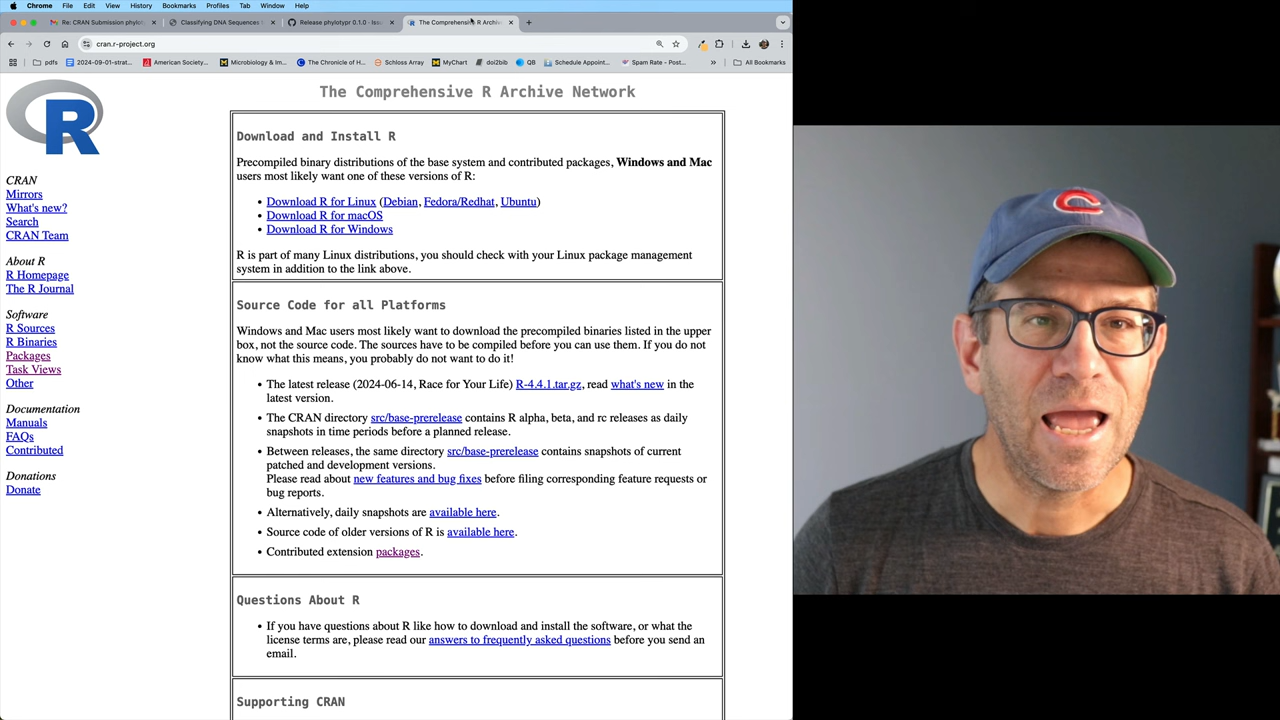 Chrome File Edit View History Bookmarks Profiles Tab Window Help
Re: CRAN Submission phyloty
Classifying DNA Sequences
Release phylotypr 0.1.0 · Iss
The Comprehensive R Archiv
cran.r-project.org
pdfs 2024-09-01-strat... American Society... Microbiology & Im... The Chronicle of H... Schloss Array MyChart doi2bib QB Schedule Appoint... Spam Rate – Post... » All Bookmarks
R
CRAN
Mirrors
What's new?
Search
CRAN Team
About R
R Homepage
The R Journal
Software
R Sources
R Binaries
Packages
Task Views
Other
Documentation
Manuals
FAQs
Contributed
Donations
Donate
The Comprehensive R Archive Network
Download and Install R
Precompiled binary distributions of the base system and contributed packages, Windows and Mac
users most likely want one of these versions of R:
• Download R for Linux (Debian, Fedora/Redhat, Ubuntu)
• Download R for macOS
• Download R for Windows
R is part of many Linux distributions, you should check with your Linux package management
system in addition to the link above.
Source Code for all Platforms
Windows and Mac users most likely want to download the precompiled binaries listed in the upper
box, not the source code. The sources have to be compiled before you can use them. If you do not
know what this means, you probably do not want to do it!
• The latest release (2024-06-14, Race for Your Life) R-4.4.1.tar.gz, read what's new in the
latest version.
• The CRAN directory src/base-prerelease contains R alpha, beta, and rc releases as daily
snapshots in time periods before a planned release.
• Between releases, the same directory src/base-prerelease contains snapshots of current
patched and development versions.
Please read about new features and bug fixes before filing corresponding feature requests or
bug reports.
• Alternatively, daily snapshots are available here.
• Source code of older versions of R is available here.
• Contributed extension packages.
Questions About R
• If you have questions about R like how to download and install the software, or what the
license terms are, please read our answers to frequently asked questions before you send an
email.
Supporting CRAN
C